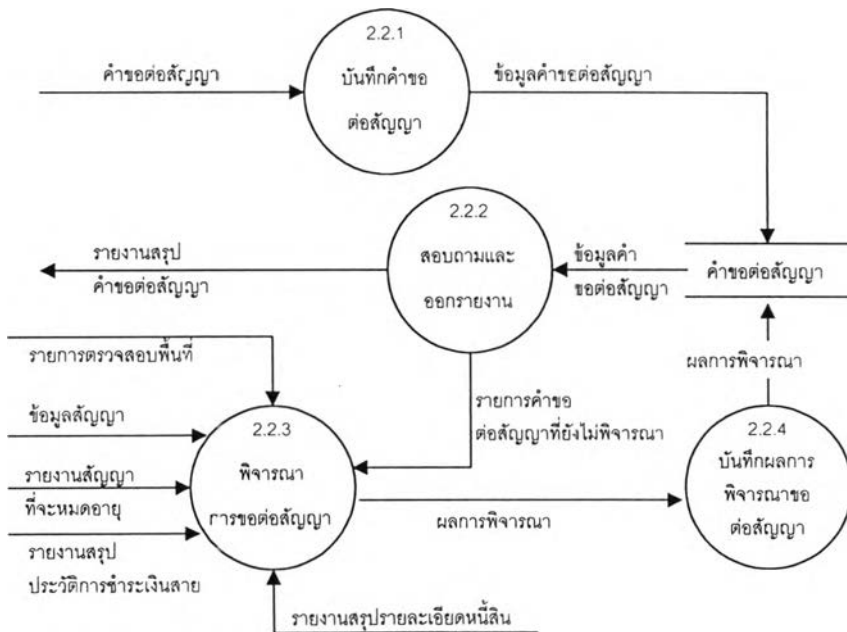 2.2.1
คำขอต่อสัญญา
บันทึกคำขอ
ต่อสัญญา
ข้อมูลคำขอต่อสัญญา
2.2.2
สอบถามและ
ออกรายงาน
รายงานสรุป
คำขอต่อสัญญา
ข้อมูลคำ
ขอต่อสัญญา
คำขอต่อสัญญา
รายการตรวจสอบพื้นที่
ผลการพิจารณา
ข้อมูลสัญญา
รายการคำขอ
ต่อสัญญาที่ยังไม่พิจารณา
2.2.3
พิจารณา
การขอต่อสัญญา
2.2.4
บันทึกผลการ
พิจารณาขอ
ต่อสัญญา
รายงานสัญญา
ที่จะหมดอายุ
ผลการพิจารณา
รายงานสรุป
ประวัติการชำระเงินสาย
รายงานสรุปรายละเอียดหนี้สิน